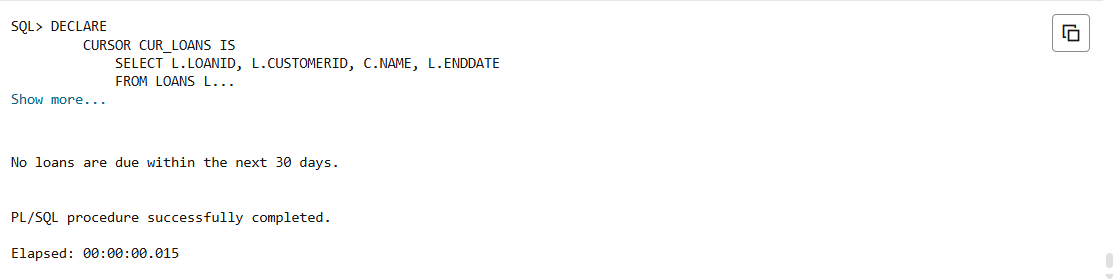 SQL> DECLARE
CURSOR CUR_LOANS IS
SELECT L.LOANID, L.CUSTOMERID, C.NAME, L.ENDDATE
FROM LOANS L...
Show more...
No loans are due within the next 30 days.
PL/SQL procedure successfully completed.
Elapsed: 00:00:00.015